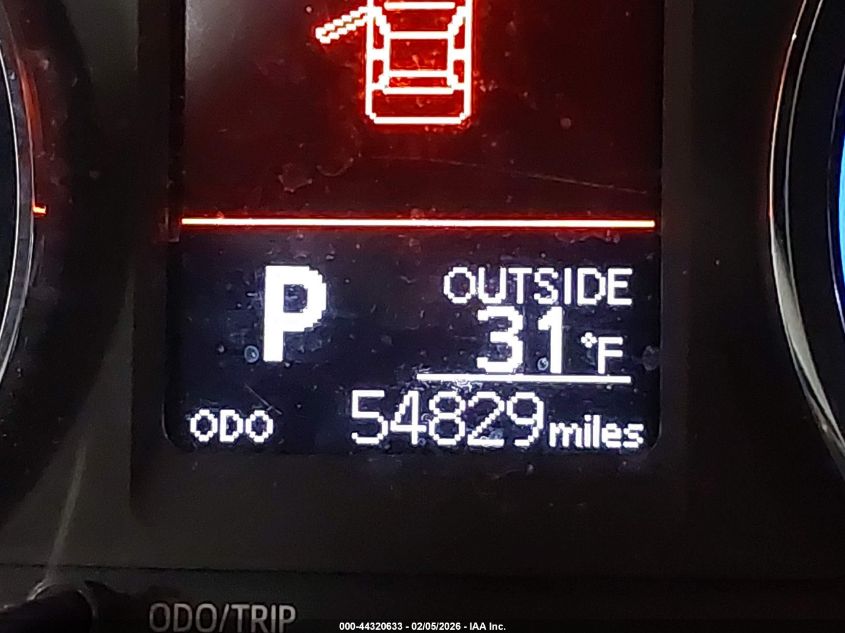 P
OUTSIDE
31°F
ODO 54829 miles
ODO/TRIP
000-44320633 - 02/05/2026 - IAA Inc.